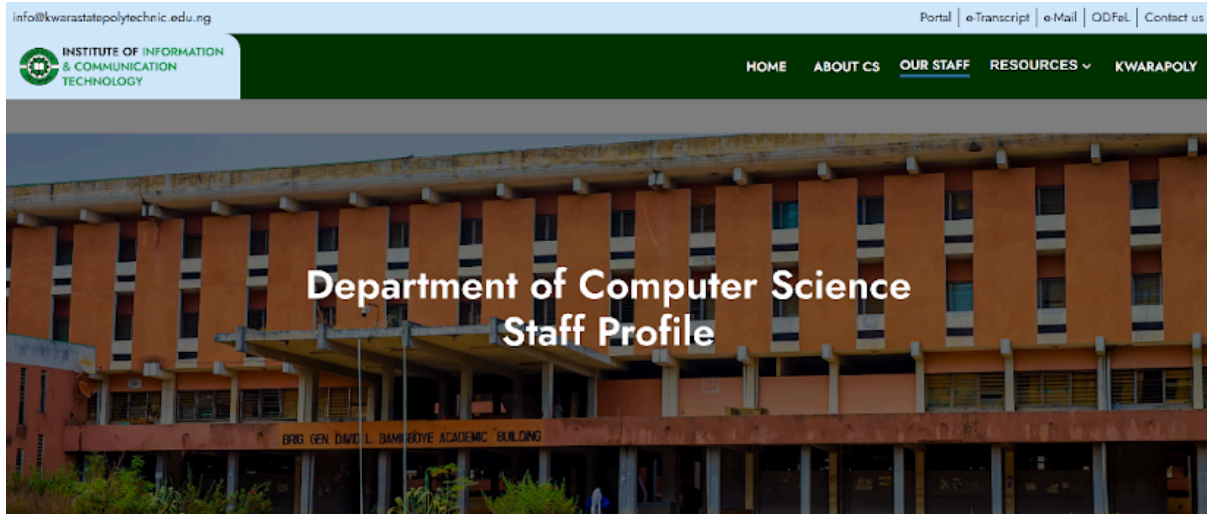 info@kwarastatepolytechnic.edu.ng
Portal | e-Transcript | e-Mail | ODFeL | Contact us
INSTITUTE OF INFORMATION
& COMMUNICATION
TECHNOLOGY
HOME ABOUT CS OUR STAFF RESOURCES KWARAPOLY
Department of Computer Science
Staff Profile
BRIG. GEN. DAVID L. BAMIGBOYE ACADEMIC BUILDING